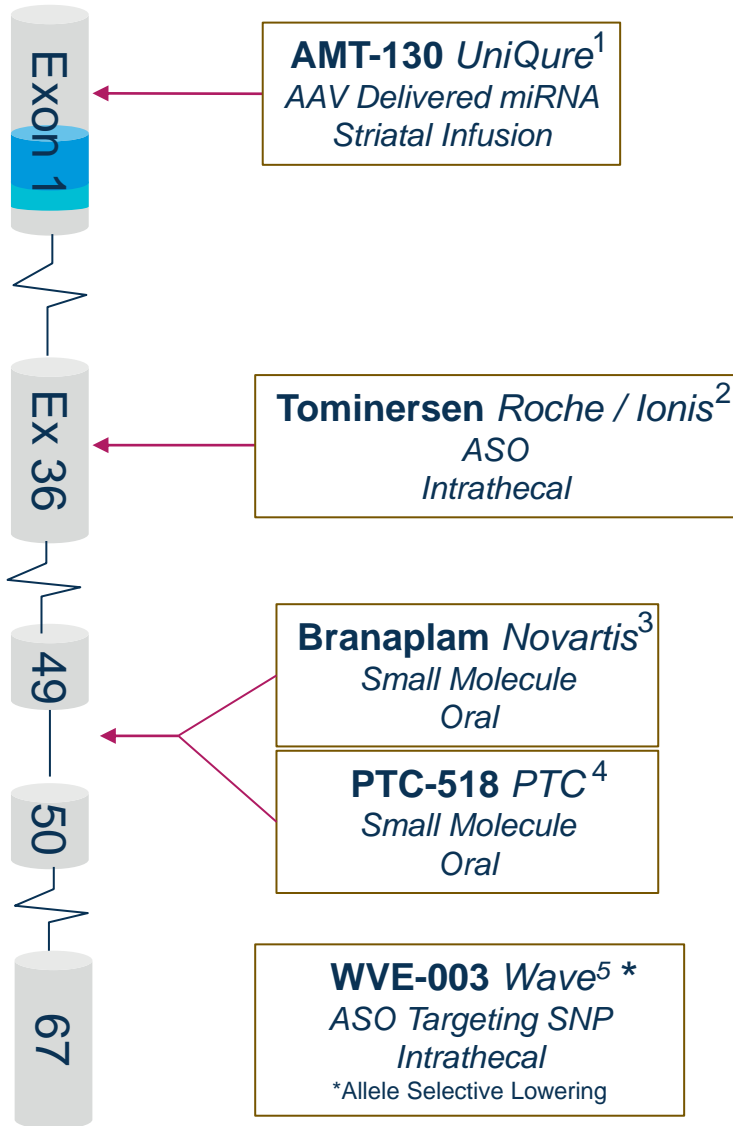 Exon 1
AMT-130 UniQure1
AAV Delivered miRNA
Striatal Infusion
Ex 36
Tominersen Roche / Ionis2
ASO
Intrathecal
49
Branaplam Novartis3
Small Molecule
Oral
50
PTC-518 PTC 4
Small Molecule
Oral
67
WVE-003 Wave5 *
ASO Targeting SNP
Intrathecal
*Allele Selective Lowering